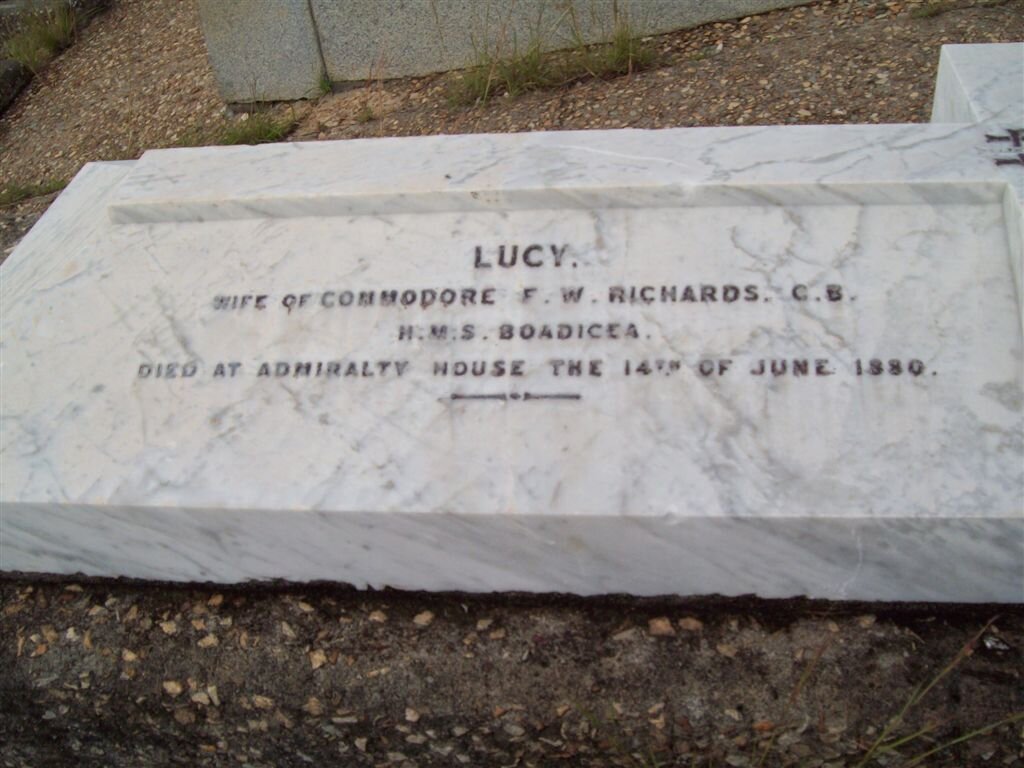 LUCY.
WIFE OF COMMODORE F. W. RICHARDS. C.B.
H.M.S. BOADICEA.
DIED AT ADMIRALTY HOUSE THE 14TH OF JUNE 1880.